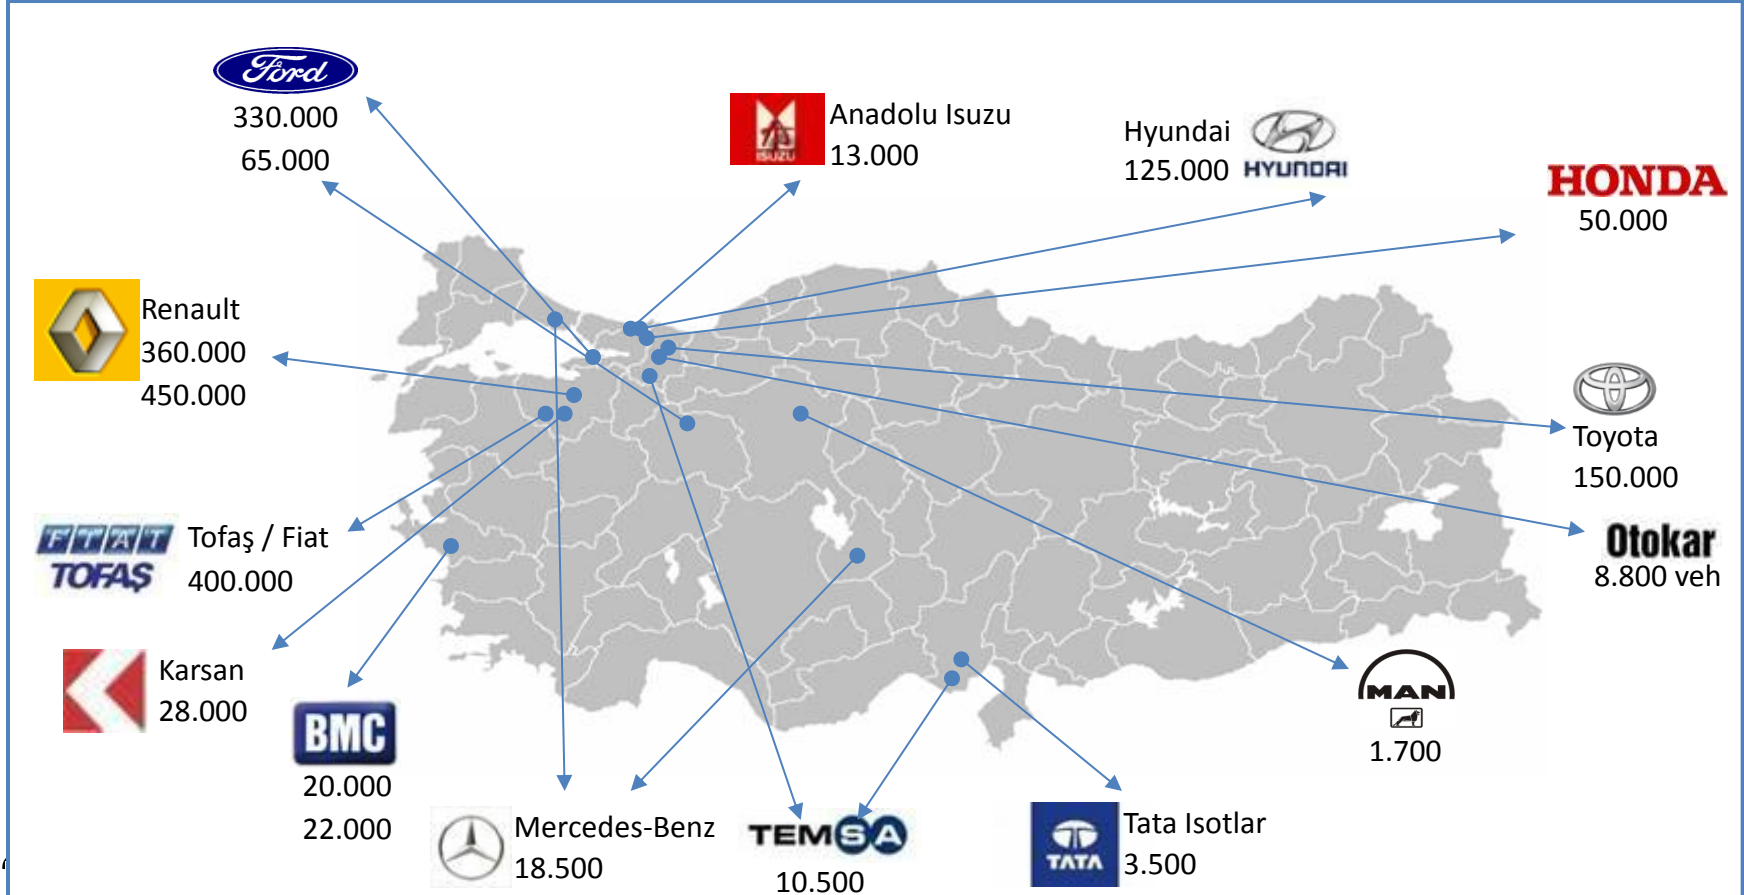 Ford
330.000
65.000
ISUZU
Anadolu Isuzu
13.000
Hyundai
125.000
HYUNDAI
HONDA
50.000
Renault
360.000
450.000
Toyota
150.000
FIAT
TOFAŞ
Tofaş / Fiat
400.000
Otokar
8.800 veh
Karsan
28.000
BMC
20.000
22.000
MAN
1.700
Mercedes-Benz
18.500
TEMSA
10.500
TATA
Tata Isotlar
3.500